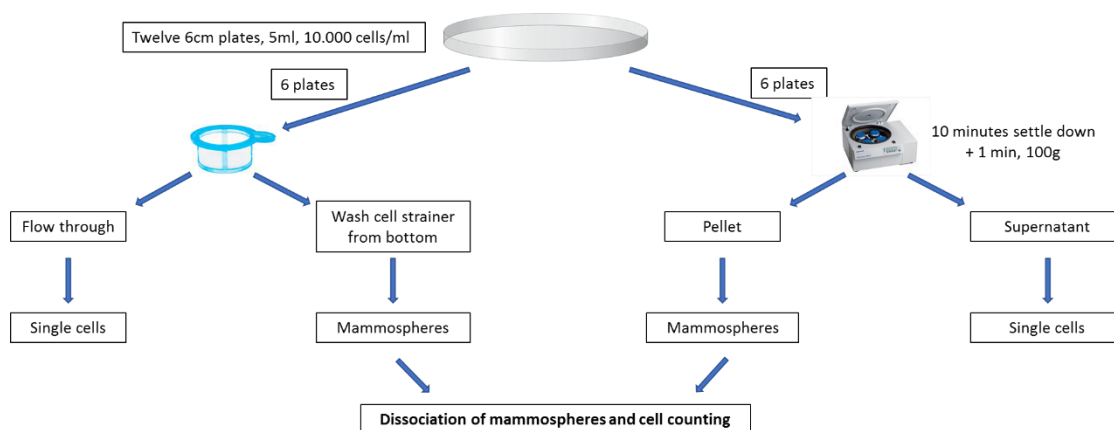 Twelve 6cm plates, 5ml, 10.000 cells/ml
6 plates
6 plates
10 minutes settle down
+ 1 min, 100g
Flow through
Wash cell strainer
from bottom
Pellet
Supernatant
Single cells
Mammospheres
Mammospheres
Single cells
Dissociation of mammospheres and cell counting